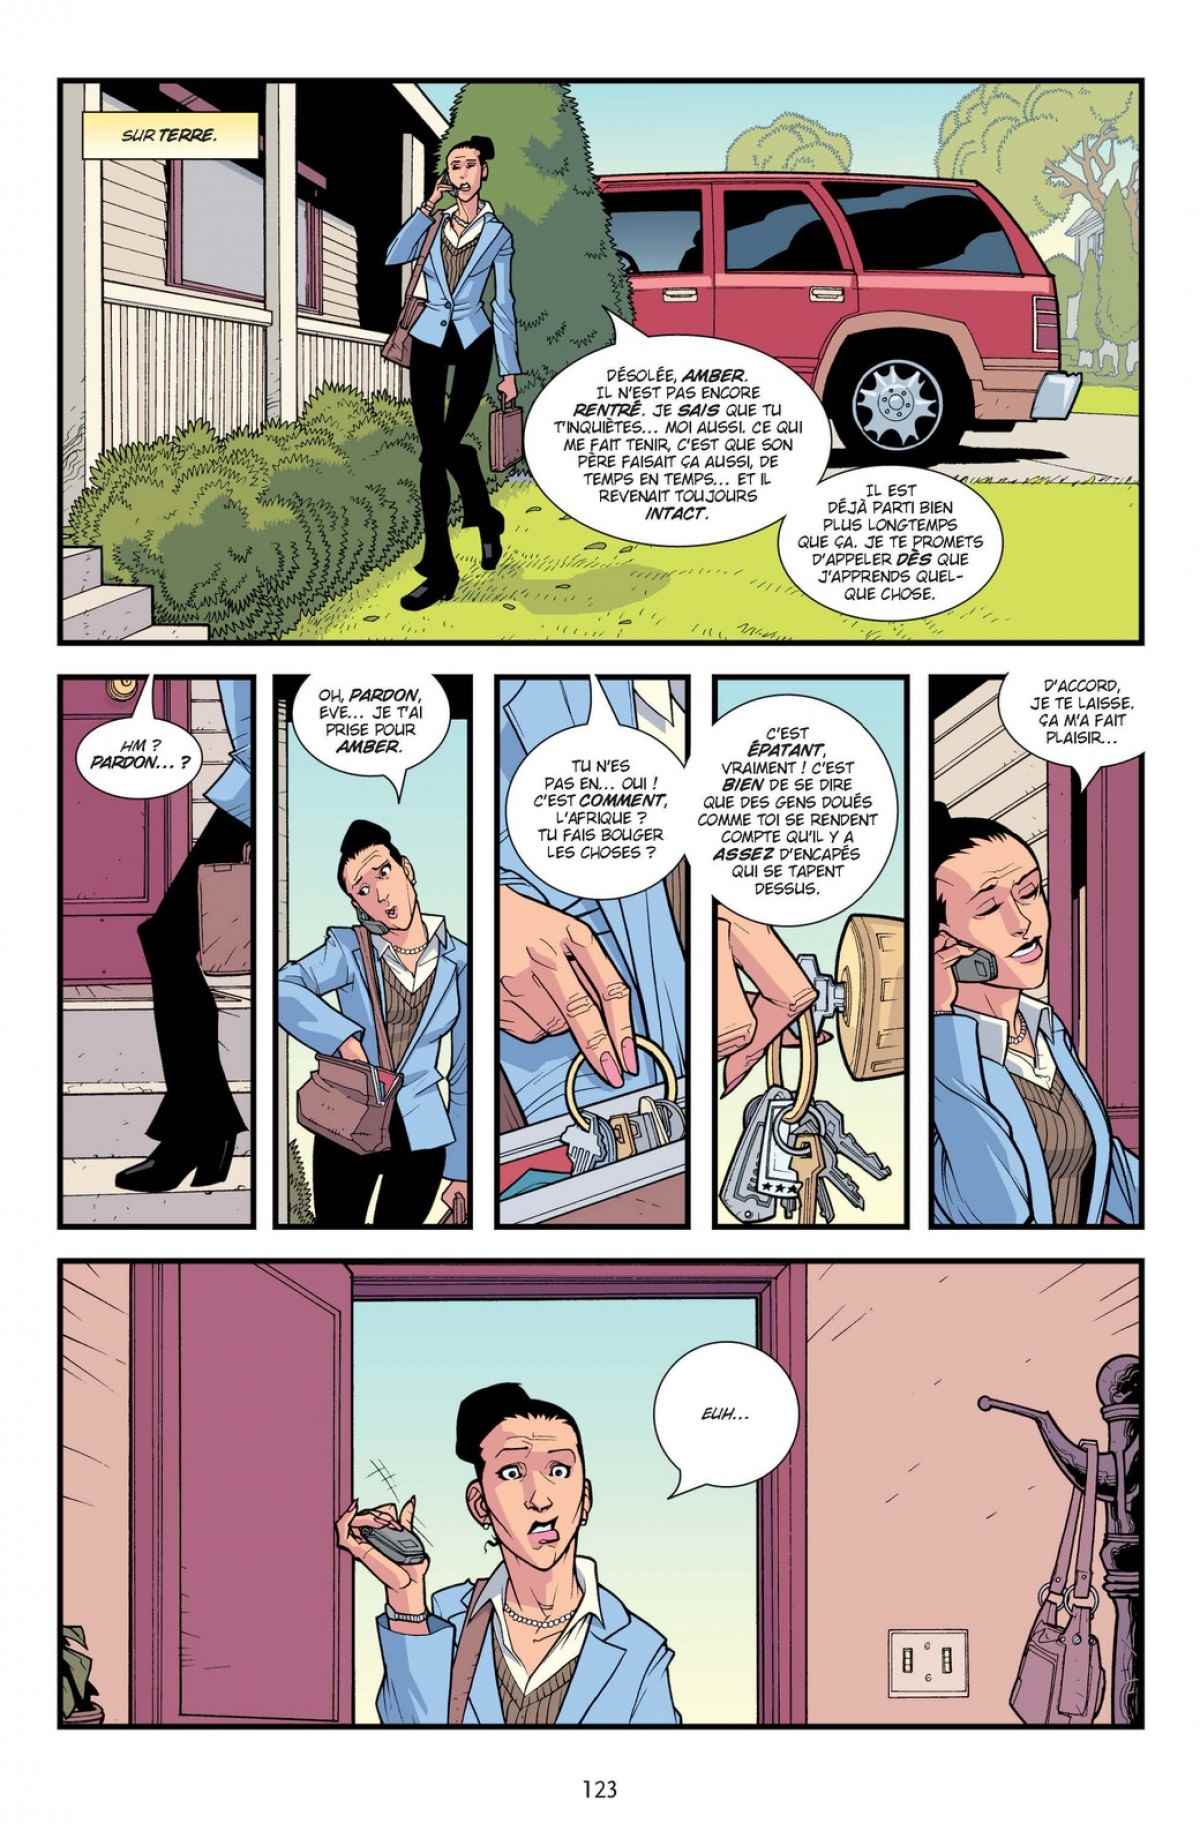 SUR TERRE.
DÉSOLÉE, AMBER.
IL N'EST PAS ENCORE
RENTRÉ. JE SAIS QUE TU
T'INQUIÈTES... MOI AUSSI. CE QUI
ME FAIT TENIR, C'EST QUE SON
PÈRE FAISAIT ÇA AUSSI, DE
TEMPS EN TEMPS... ET IL
REVENAIT TOUJOURS
INTACT.
IL EST
DÉJÀ PARTI BIEN
PLUS LONGTEMPS
QUE ÇA. JE TE PROMETS
D'APPELER DÈS QUE
J'APPRENDS QUEL-
QUE CHOSE.
HM ?
PARDON... ?
OH, PARDON,
EVE... JE T'AI
PRISE POUR
AMBER.
TU N'ES
PAS EN... OUI !
C'EST COMMENT,
L'AFRIQUE ?
TU FAIS BOUGER
LES CHOSES ?
C'EST
ÉPATANT,
VRAIMENT ! C'EST
BIEN DE SE DIRE
QUE DES GENS DOUÉS
COMME TOI SE RENDENT
COMPTE QU'IL Y A
ASSEZ D'ENCAPÉS
QUI SE TAPENT
DESSUS.
D'ACCORD,
JE TE LAISSE.
ÇA M'A FAIT
PLAISIR...
EUH...
123